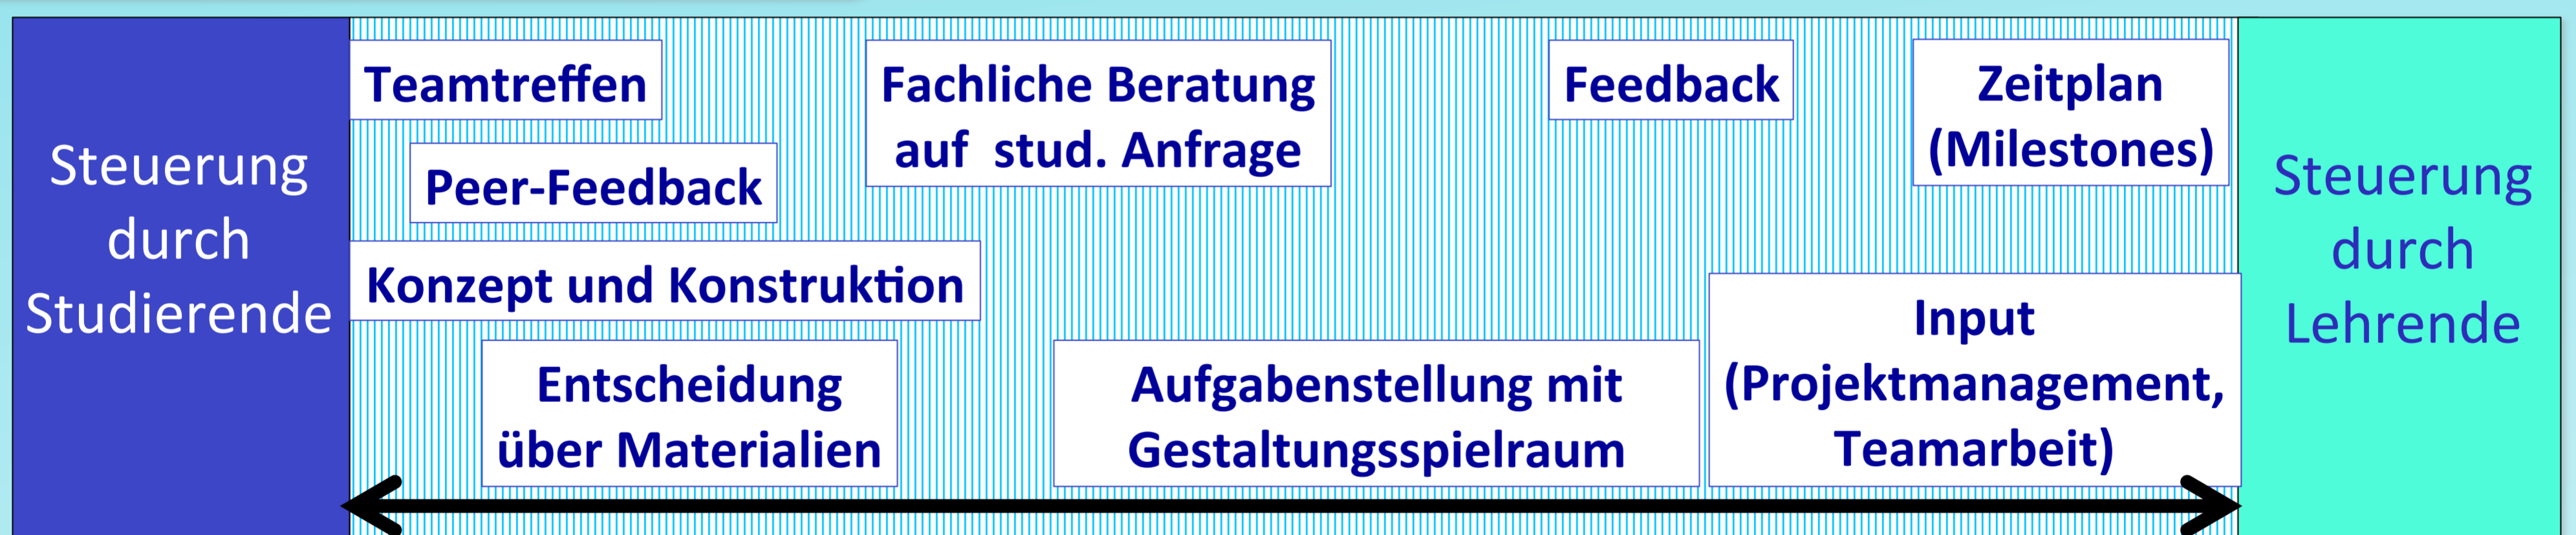 Steuerung
durch
Studierende
Teamtreffen
Peer-Feedback
Konzept und Konstruktion
Entscheidung
über Materialien
Fachliche Beratung
auf stud. Anfrage
Aufgabenstellung mit
Gestaltungsspielraum
Feedback
Zeitplan
(Milestones)
Input
(Projektmanagement,
Teamarbeit)
Steuerung
durch
Lehrende